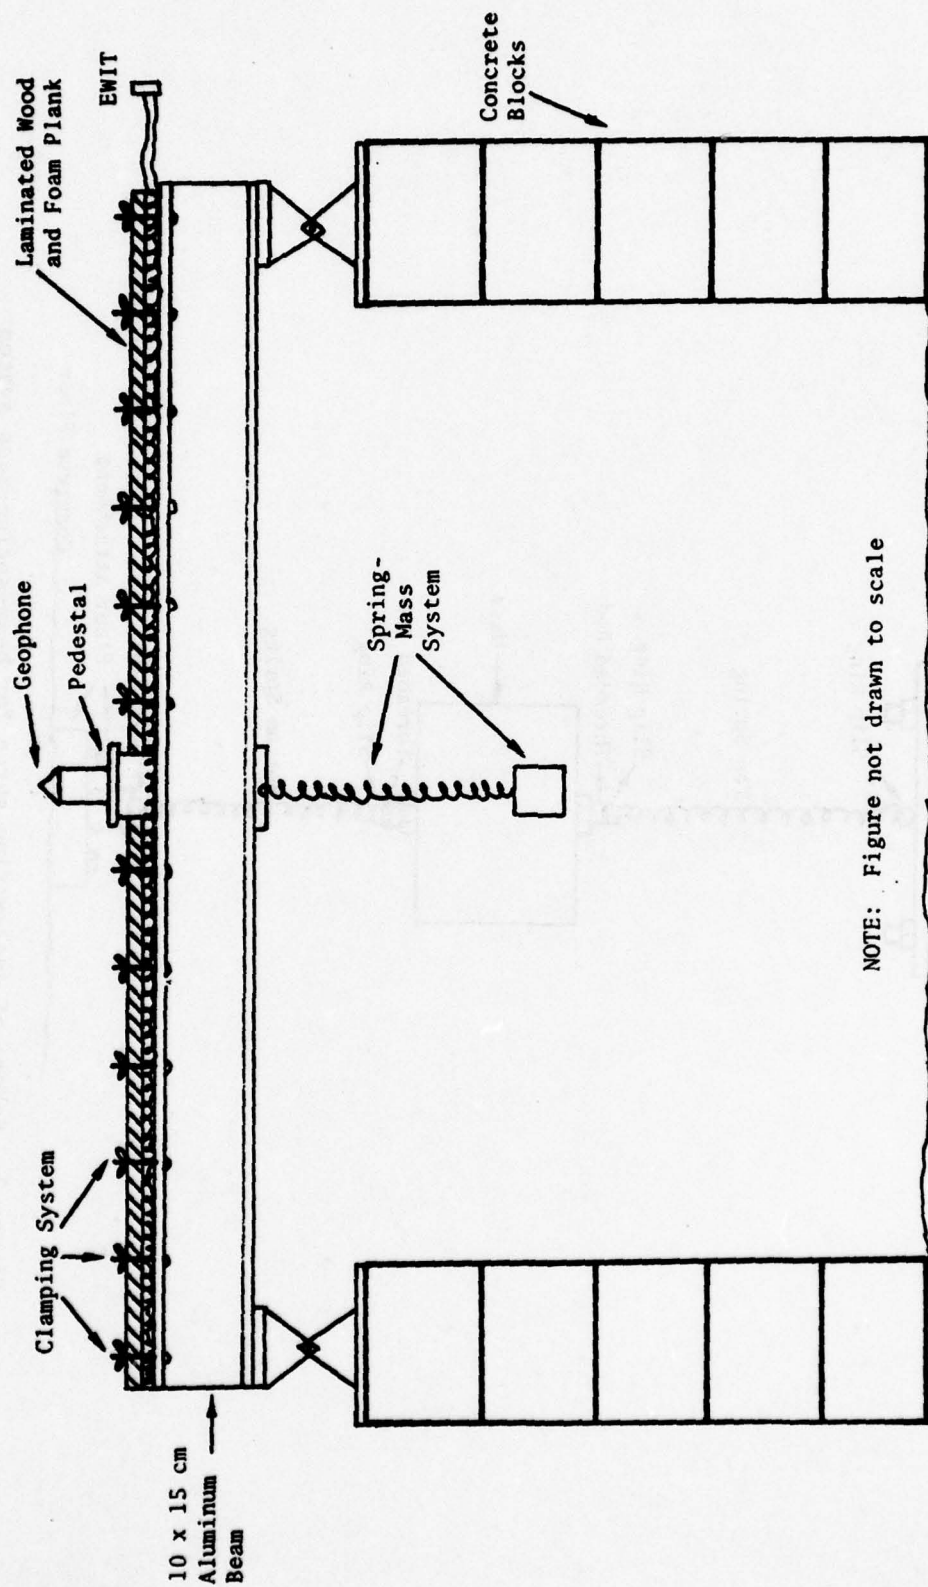 Geophone
Pedestal
Laminated Wood
and Foam Plank
EWIT
Clamping System
10 x 15 cm
Aluminum
Beam
Spring-
Mass
System
Concrete
Blocks
NOTE: Figure not drawn to scale